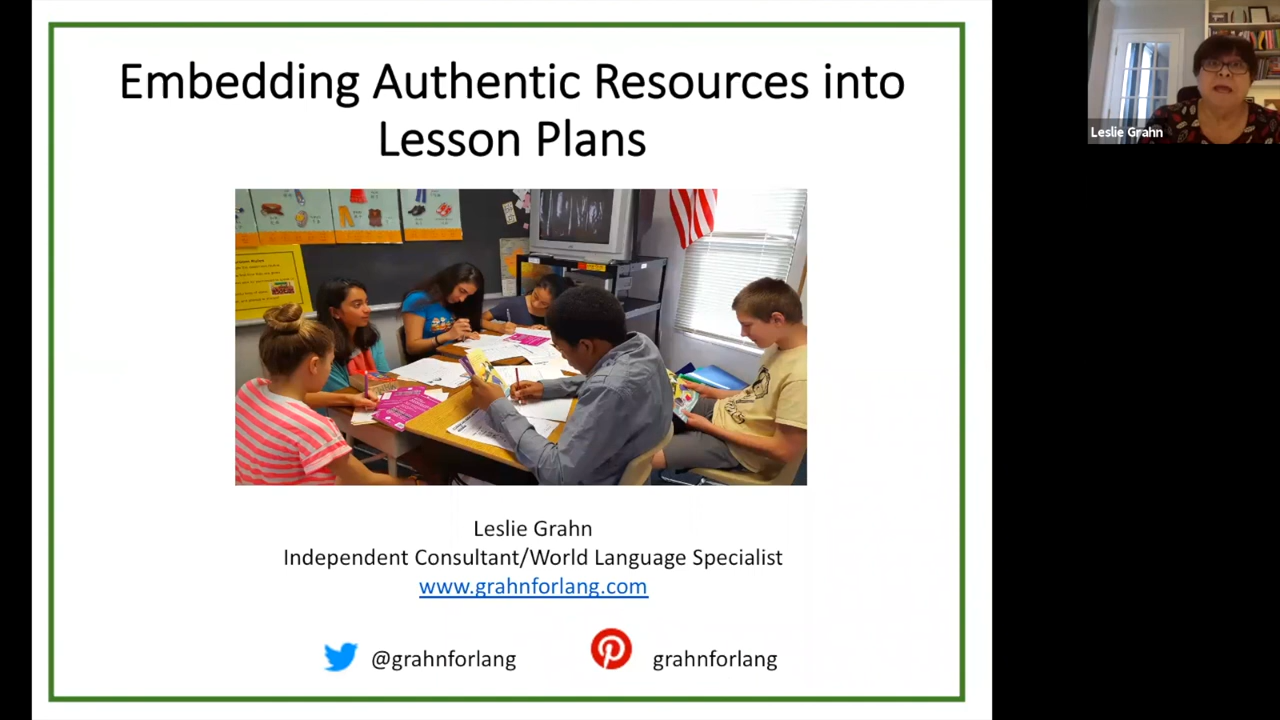 Embedding Authentic Resources into
Lesson Plans
Leslie Grahn
Independent Consultant/World Language Specialist
www.grahnforlang.com
@grahnforlang
grahnforlang
Leslie Grahn